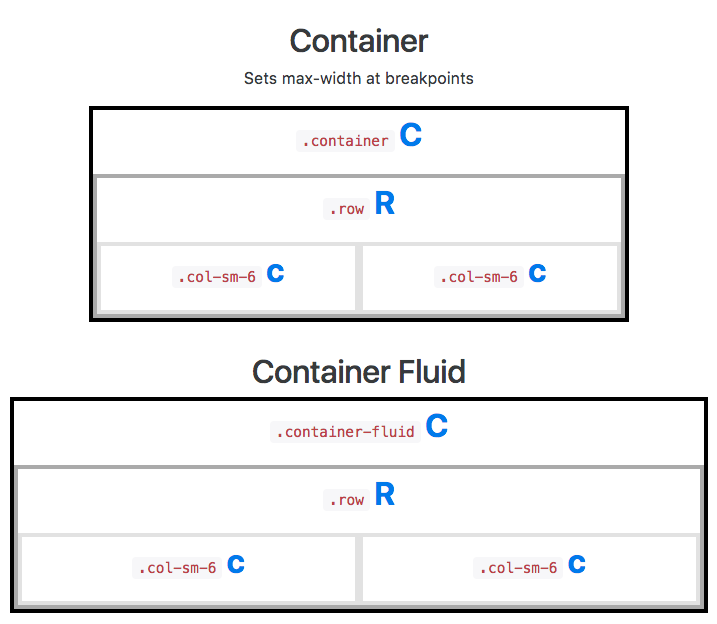 Container
Sets max-width at breakpoints
.container C
.row R
.col-sm-6 c .col-sm-6 c
Container Fluid
.container-fluid C
.row R
.col-sm-6 c .col-sm-6 c